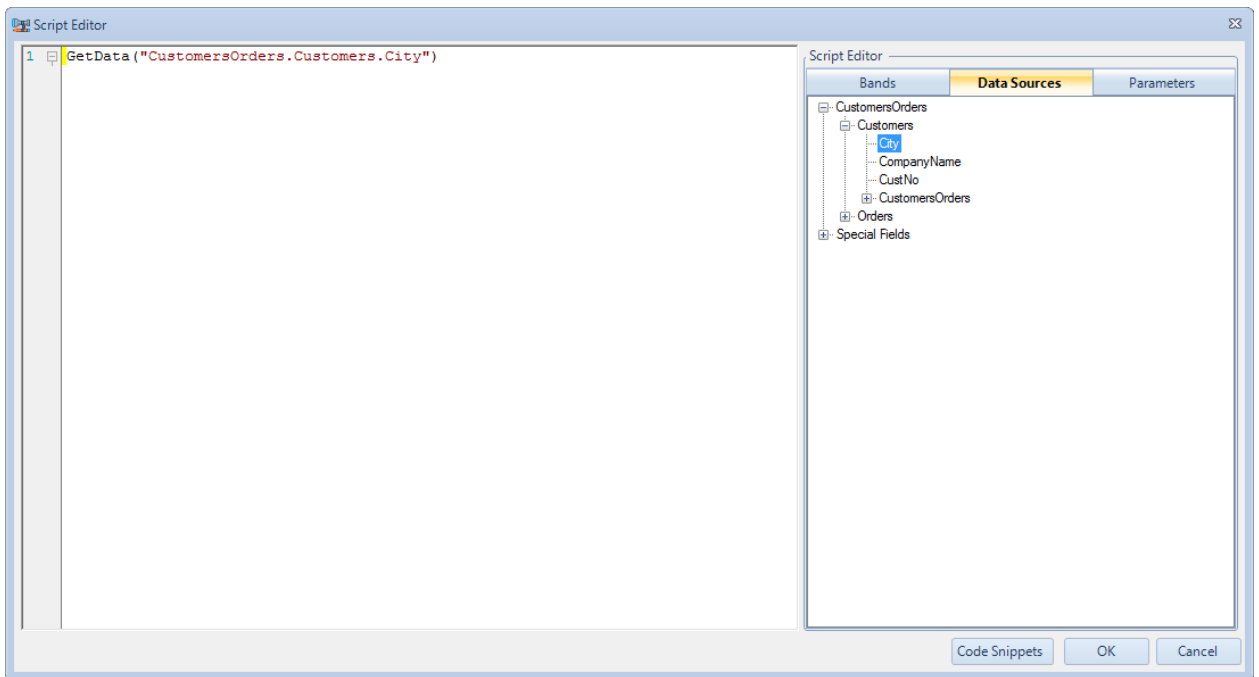 Script Editor
1 GetData("CustomersOrders.Customers.City")
Script Editor
Bands Data Sources Parameters
CustomersOrders
Customers
City
CompanyName
CustNo
CustomersOrders
Orders
Special Fields
Code Snippets OK Cancel